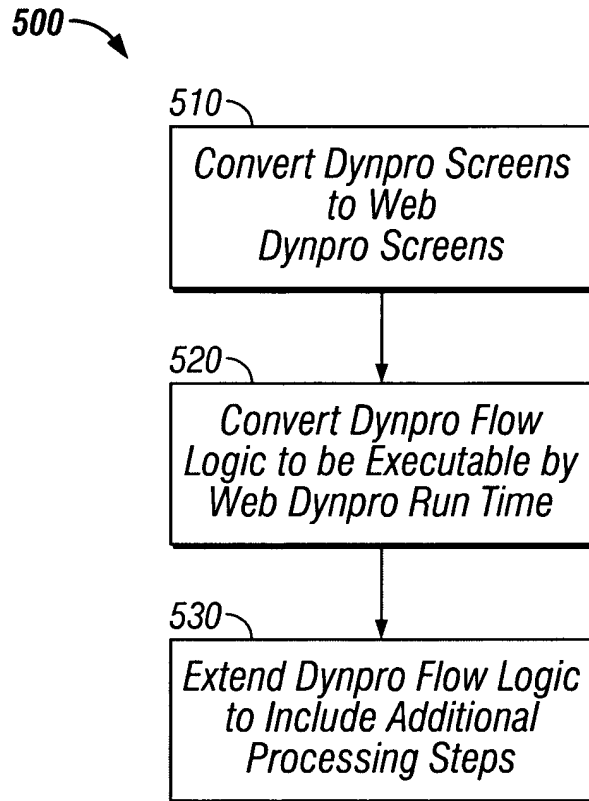 500
510
Convert Dynpro Screens
to Web
Dynpro Screens
520
Convert Dynpro Flow
Logic to be Executable by
Web Dynpro Run Time
530
Extend Dynpro Flow Logic
to Include Additional
Processing Steps